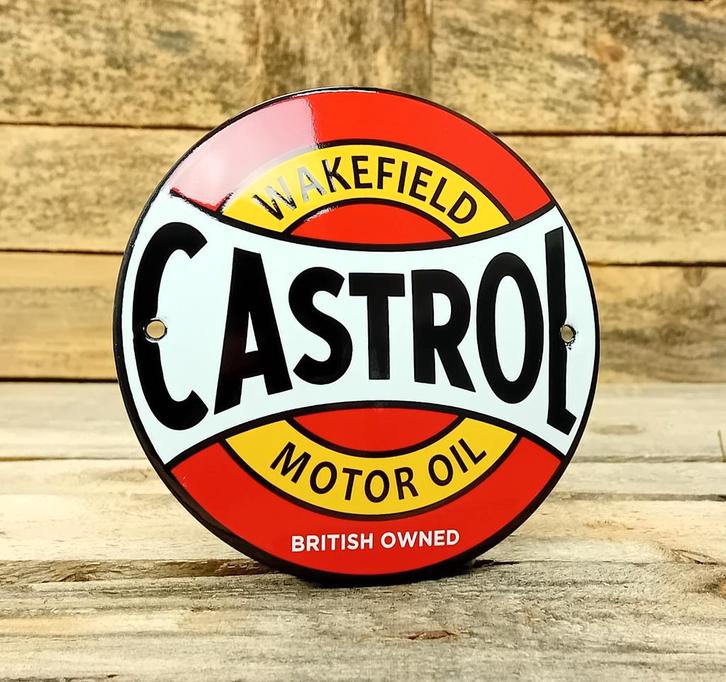 WAKEFIELD
CASTROL
MOTOR OIL
BRITISH OWNED